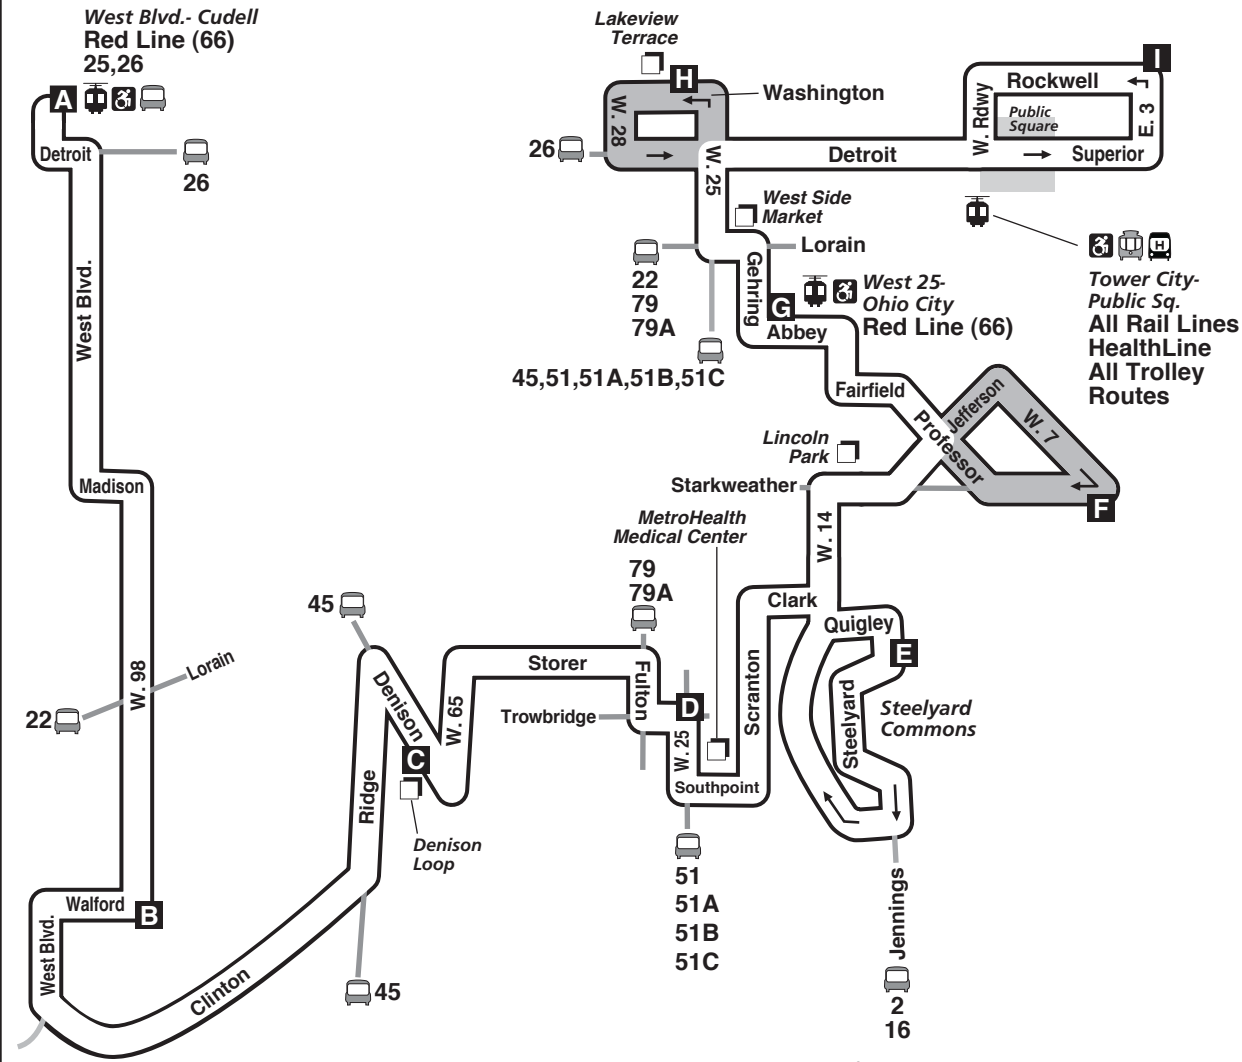 West Blvd.- Cudell
Red Line (66)
25,26
A
Detroit
26
West Blvd.
Madison
W. 98
Lorain
22
Walford
B
West Blvd.
Clinton
45
Ridge
45
Denison
C
Denison
Loop
W. 65
Storer
79
79A
Fulton
Trowbridge
D
W. 25
Southpoint
51
51A
51B
51C
MetroHealth
Medical Center
Scranton
Clark
W. 14
Quigley
E
Steelyard
Steelyard
Commons
Jennings
2
16
Starkweather
Lincoln
Park
Professor
Jefferson
W. 7
F
Fairfield
Abbey
G
Gehring
West 25-
Ohio City
Red Line (66)
Lorain
22
79
79A
45,51,51A,51B,51C
West Side
Market
W. 25
Lakeview
Terrace
H
Washington
W. 28
26
Detroit
W. Rdwy
Rockwell
I
E. 3
Public
Square
Superior
H
Tower City-
Public Sq.
All Rail Lines
HealthLine
All Trolley
Routes